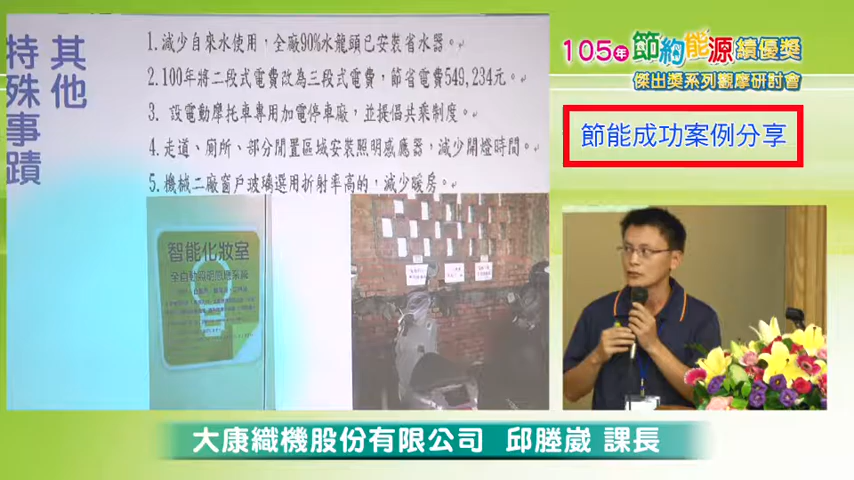 其他
特殊事蹟
1.減少自來水使用，全廠90%水龍頭已安裝省水器。
2.100年將二段式電費改為三段式電費，節省電費549,234元。
3. 設電動摩托車專用加電停車廠，並提倡共乘制度。
4.走道、廁所、部分閒置區域安裝照明感應器，減少開燈時間。
5.機械二廠窗戶玻璃選用折射率高的，減少暖房。
智能化妝室
105年節約能源績優獎
傑出獎系列觀摩研討會
節能成功案例分享
大康織機股份有限公司 邱塍崴 課長